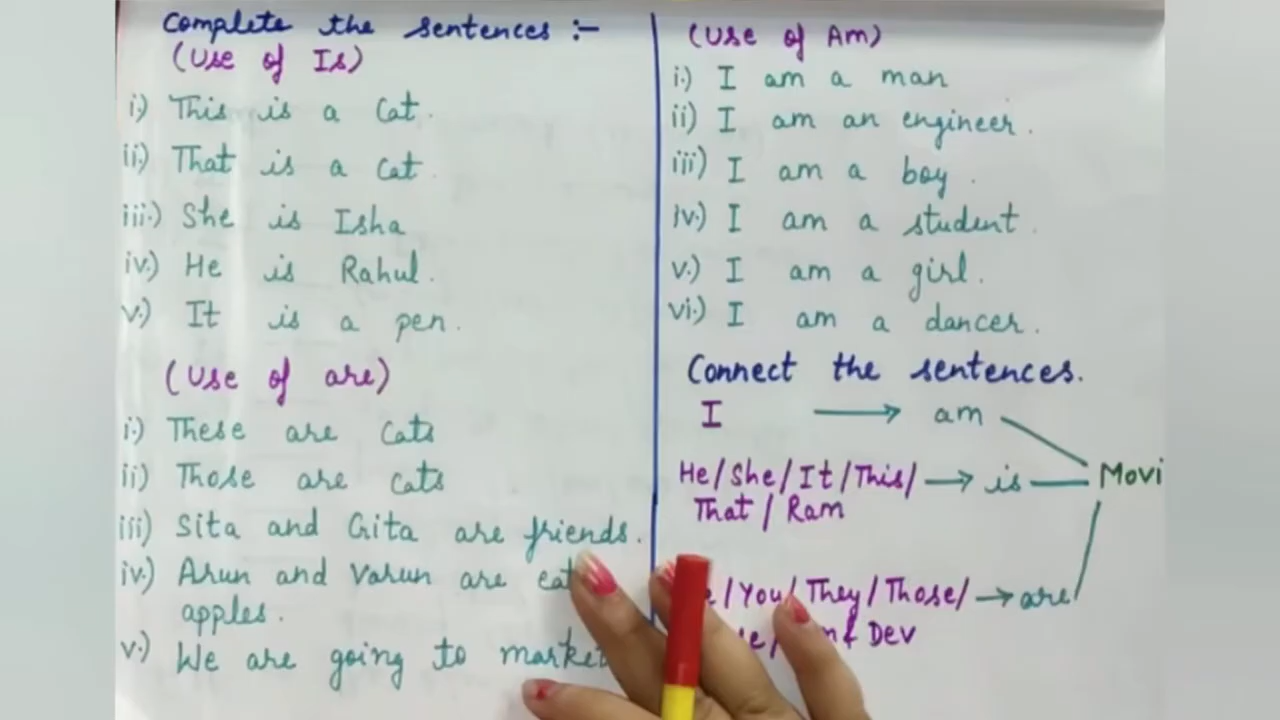 Complete the sentences :-
(Use of Is)
i.) This is a Cat.
ii.) That is a cat.
iii.) She is Isha
iv.) He is Rahul.
v.) It is a pen.
(Use of are)
i.) These are Cats
ii) Those are cats
iii) Sita and Gita are friends.
iv.) Arun and Varun are
apples.
v.) We are going to market
(Use of Am)
i.) I am a man
ii) I am an engineer.
iii) I am a boy.
iv.) I am a student.
v.) I am a girl.
vi.) I am a dancer.
Connect the sentences.
I → am
He/She/It/This/ → is
That / Ram
/You/They/Those/ → are
& Dev